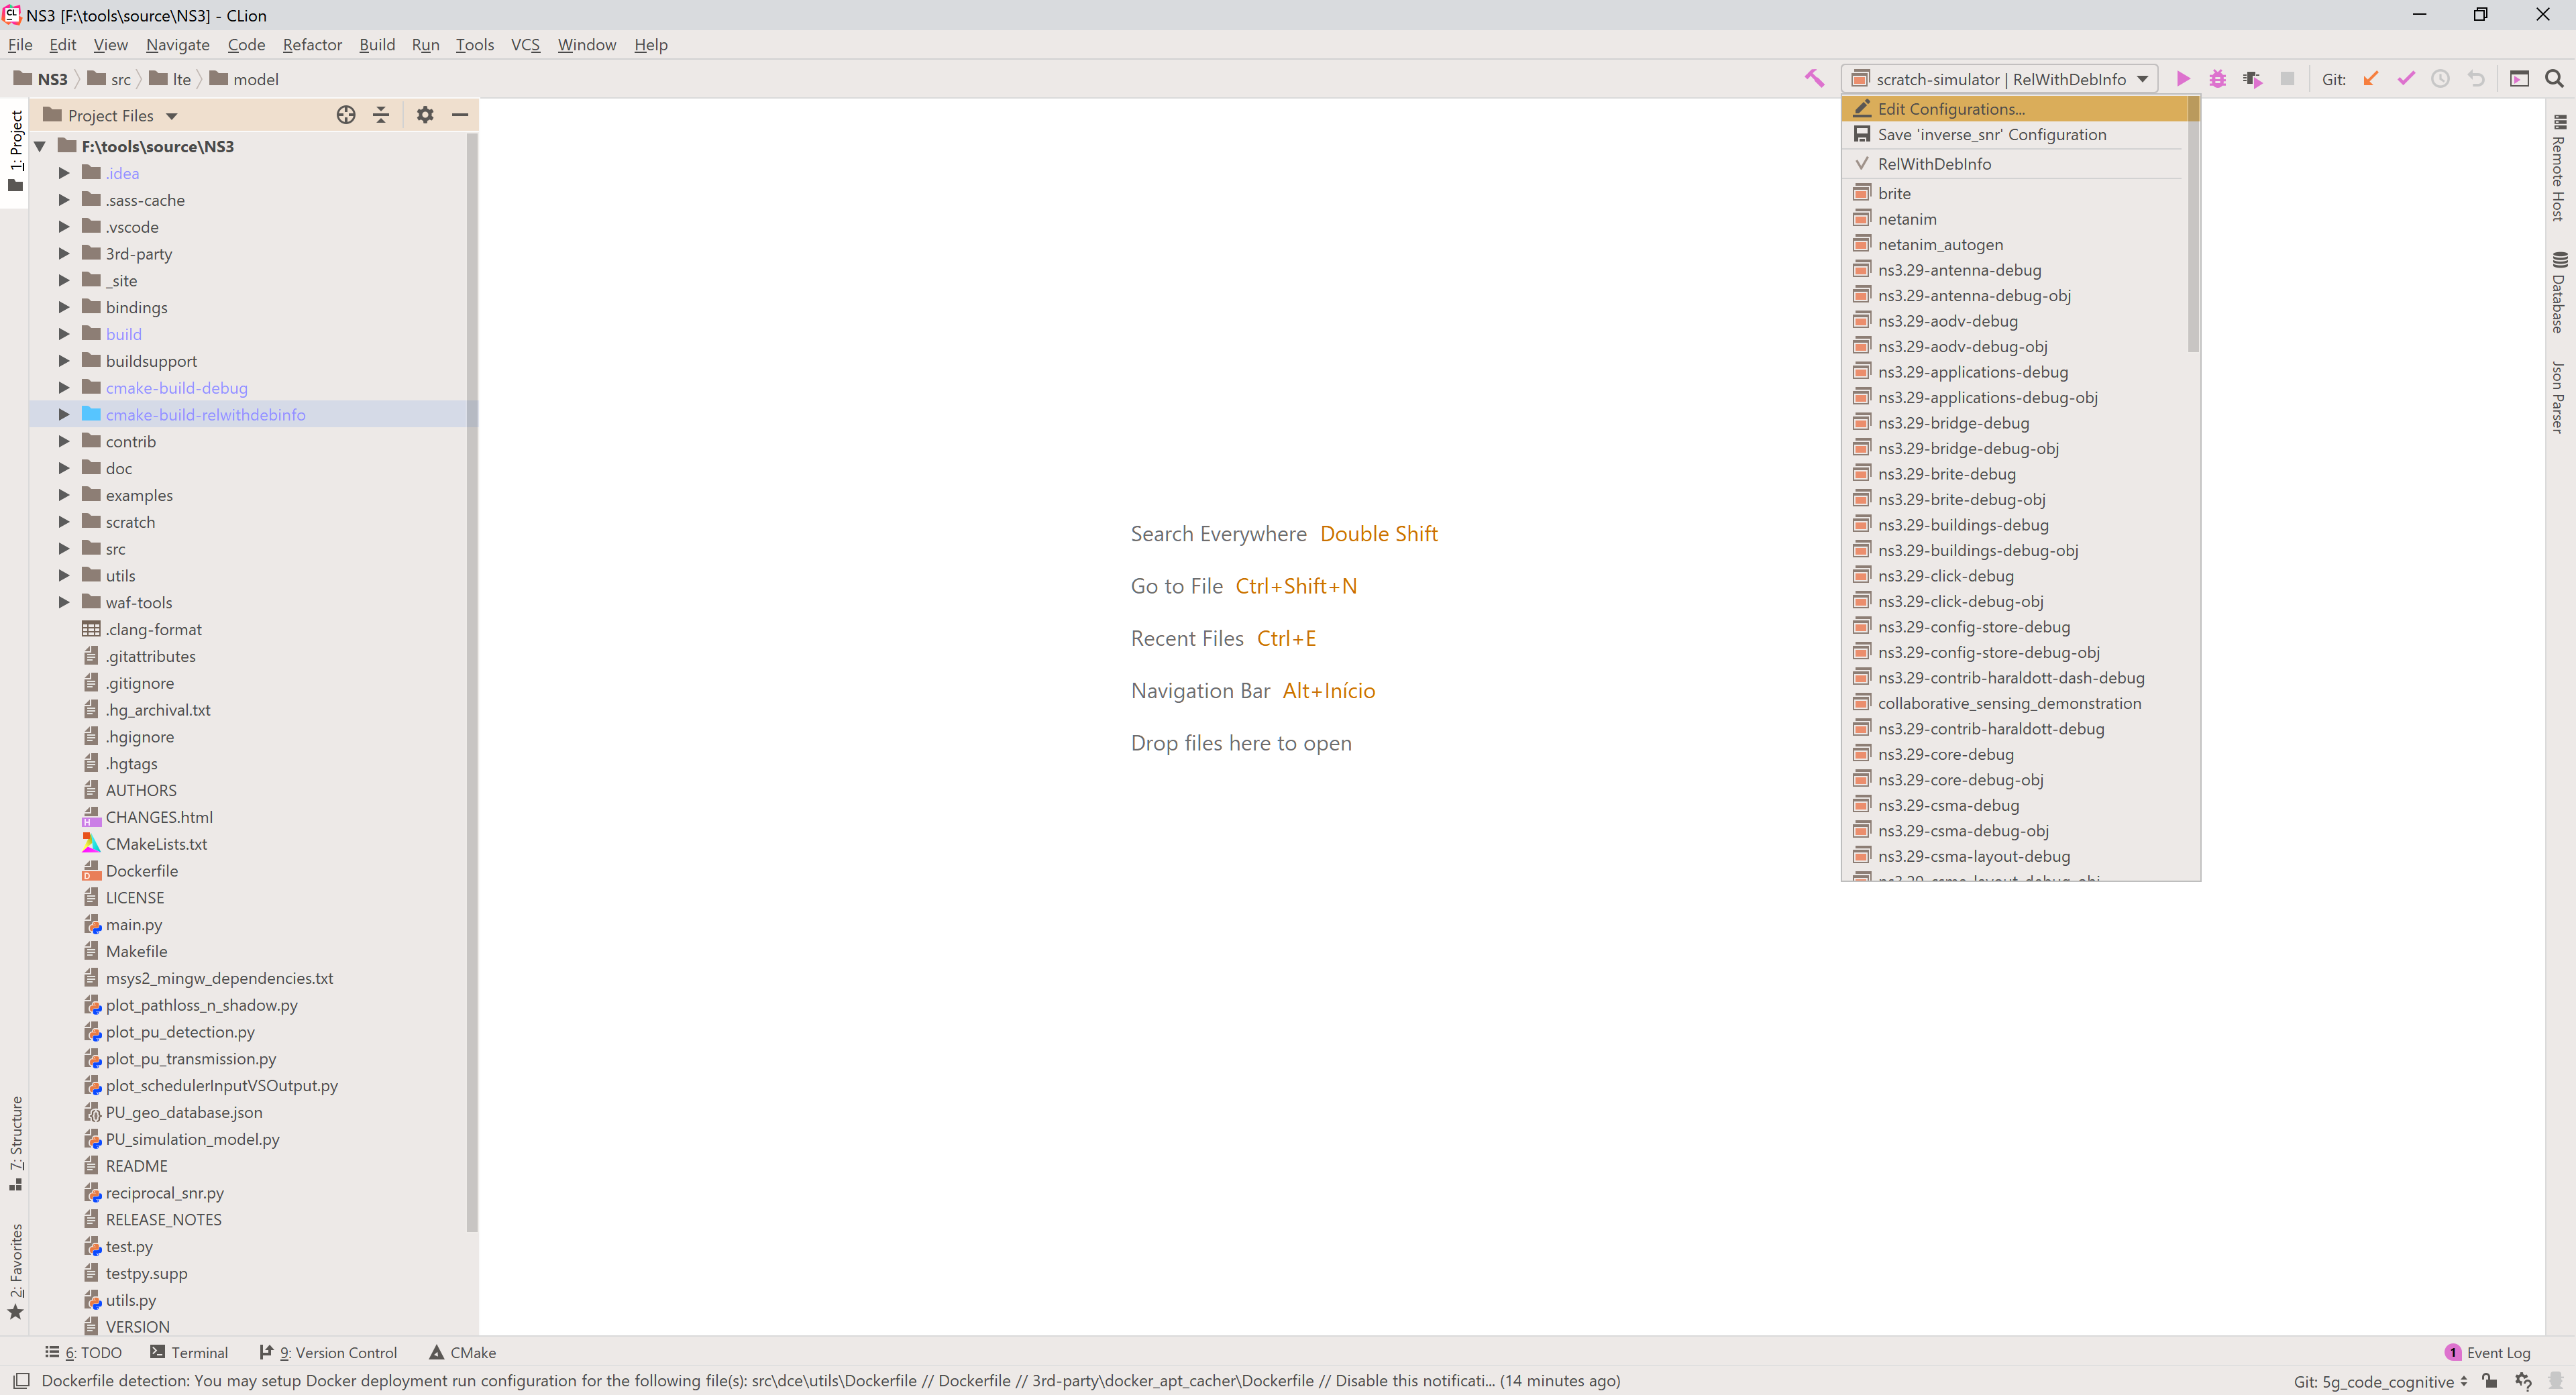 NS3 [F:\tools\source\NS3] - CLion
File Edit View Navigate Code Refactor Build Run Tools VCS Window Help
NS3 src lte model
scratch-simulator | RelWithDebInfo
Git:
Project Files
F:\tools\source\NS3
.idea
.sass-cache
.vscode
3rd-party
_site
bindings
build
buildsupport
cmake-build-debug
cmake-build-relwithdebinfo
contrib
doc
examples
scratch
src
utils
waf-tools
.clang-format
.gitattributes
.gitignore
.hg_archival.txt
.hgignore
.hgtags
AUTHORS
CHANGES.html
CMakeLists.txt
Dockerfile
LICENSE
main.py
Makefile
msys2_mingw_dependencies.txt
plot_pathloss_n_shadow.py
plot_pu_detection.py
plot_pu_transmission.py
plot_schedulerInputVSOutput.py
PU_geo_database.json
PU_simulation_model.py
README
reciprocal_snr.py
RELEASE_NOTES
test.py
testpy.supp
utils.py
VERSION
1: Project
7: Structure
2: Favorites
Search Everywhere Double Shift
Go to File Ctrl+Shift+N
Recent Files Ctrl+E
Navigation Bar Alt+Início
Drop files here to open
Edit Configurations...
Save 'inverse_snr' Configuration
RelWithDebInfo
brite
netanim
netanim_autogen
ns3.29-antenna-debug
ns3.29-antenna-debug-obj
ns3.29-aodv-debug
ns3.29-aodv-debug-obj
ns3.29-applications-debug
ns3.29-applications-debug-obj
ns3.29-bridge-debug
ns3.29-bridge-debug-obj
ns3.29-brite-debug
ns3.29-brite-debug-obj
ns3.29-buildings-debug
ns3.29-buildings-debug-obj
ns3.29-click-debug
ns3.29-click-debug-obj
ns3.29-config-store-debug
ns3.29-config-store-debug-obj
ns3.29-contrib-haraldott-dash-debug
collaborative_sensing_demonstration
ns3.29-contrib-haraldott-debug
ns3.29-core-debug
ns3.29-core-debug-obj
ns3.29-csma-debug
ns3.29-csma-debug-obj
ns3.29-csma-layout-debug
ns3.29-csma-layout-debug-obj
Remote Host
Database
Json Parser
6: TODO Terminal 9: Version Control CMake
1 Event Log
Dockerfile detection: You may setup Docker deployment run configuration for the following file(s): src\dce\utils\Dockerfile // Dockerfile // 3rd-party\docker_apt_cacher\Dockerfile // Disable this notificati... (14 minutes ago)
Git: 5g_code_cognitive